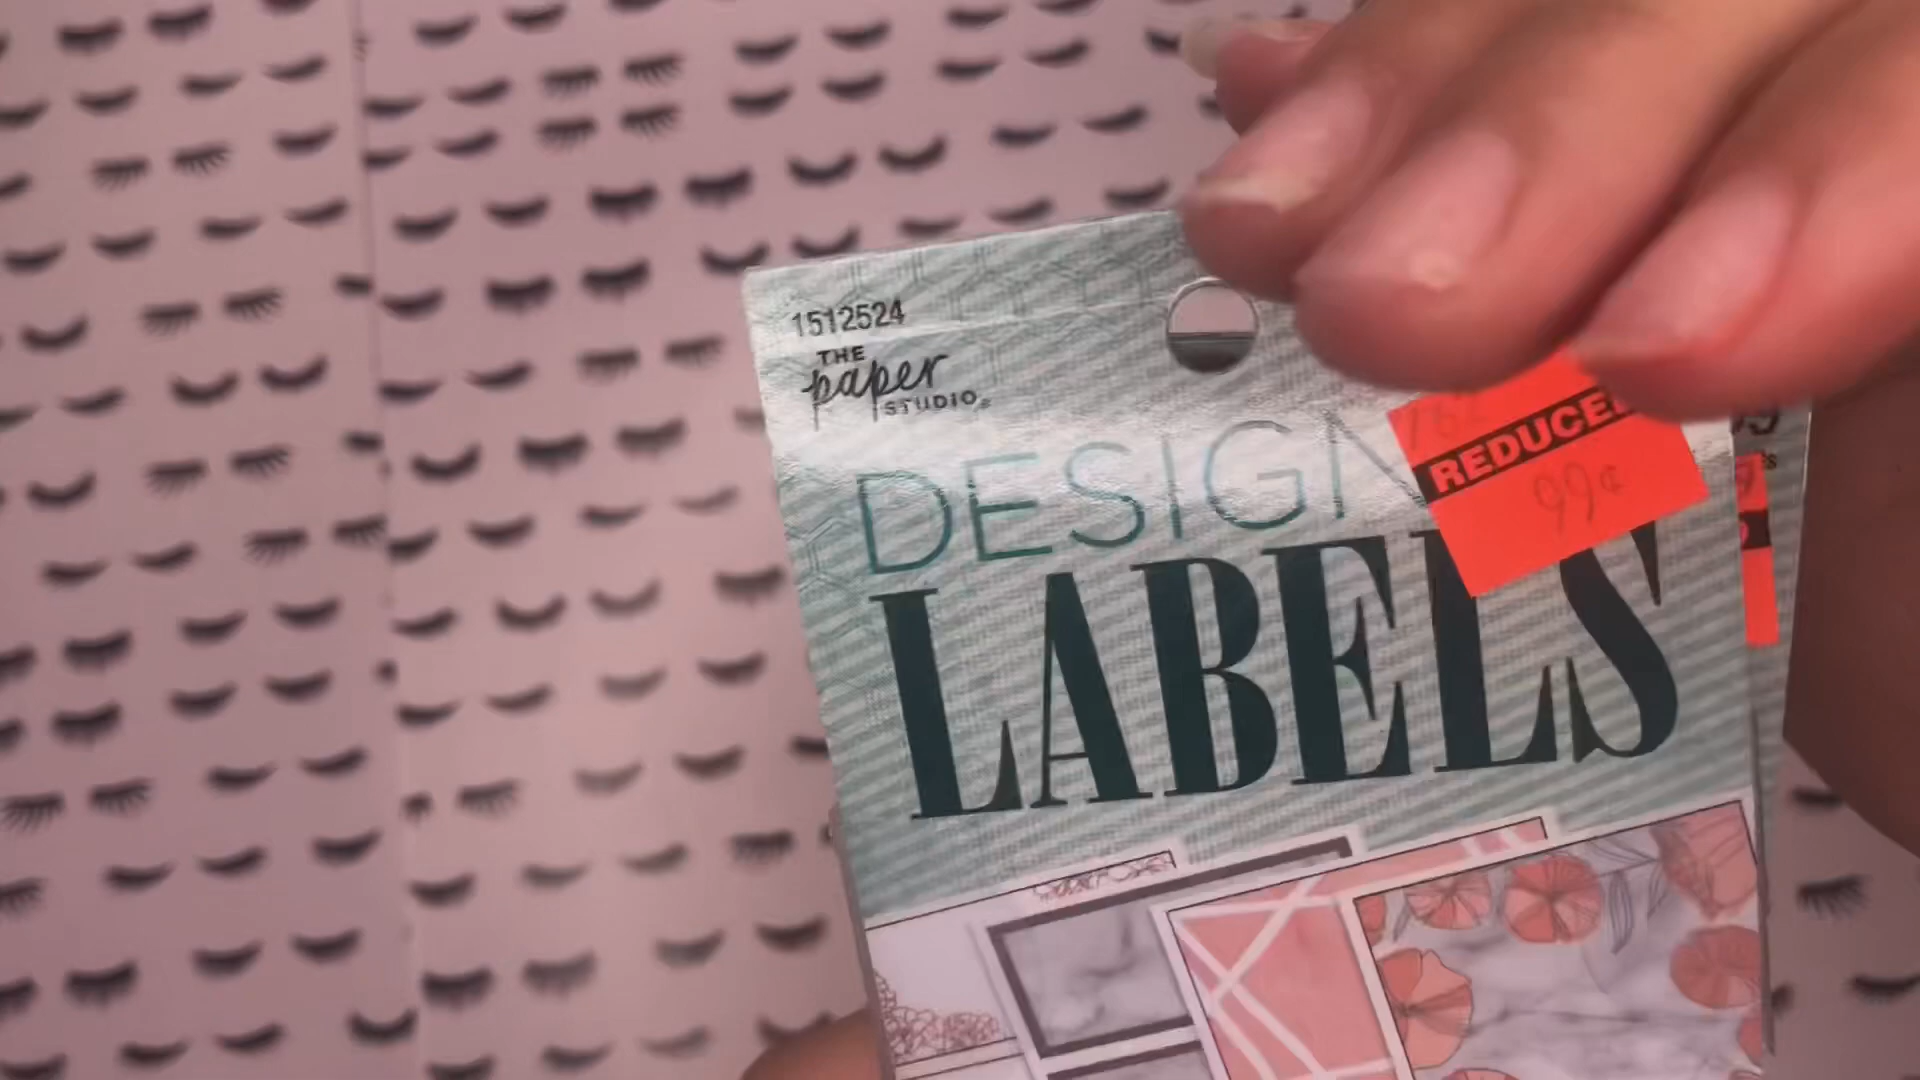 1512524
THE
paper
STUDIO
DESIGN
REDUCED
99¢
LABELS